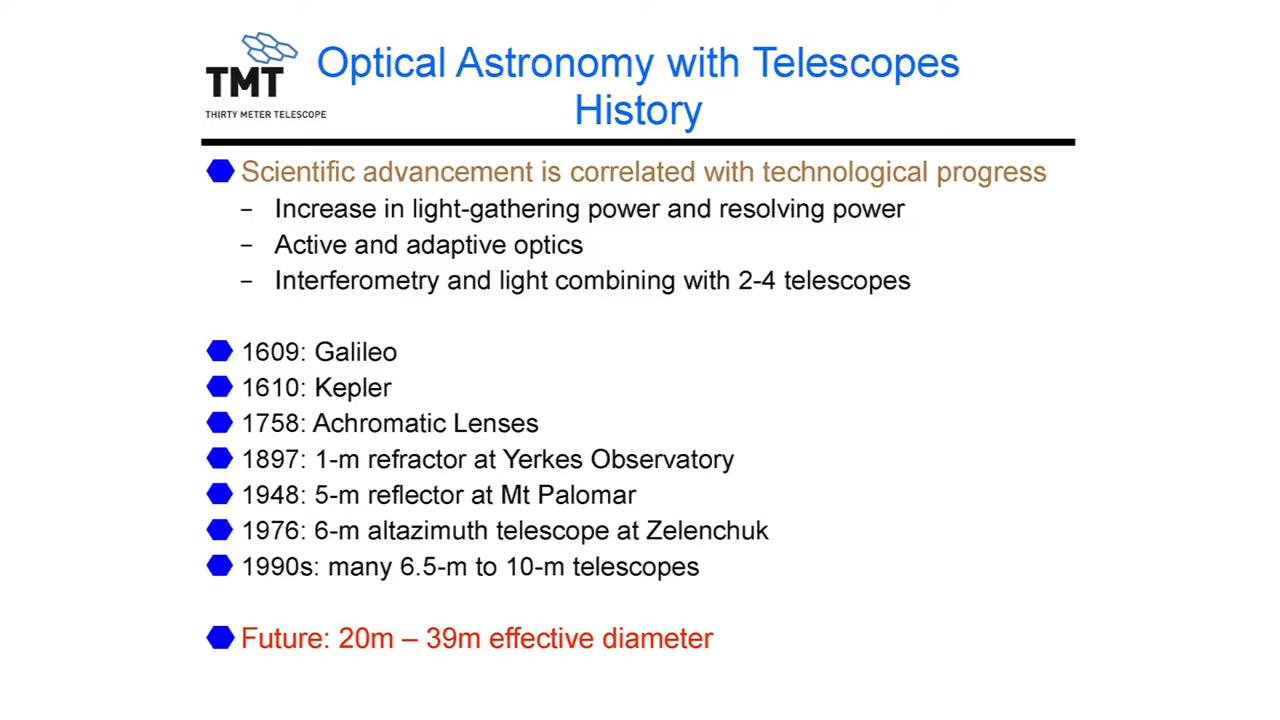 TMT
THIRTY METER TELESCOPE
Optical Astronomy with Telescopes
History
Scientific advancement is correlated with technological progress
– Increase in light-gathering power and resolving power
– Active and adaptive optics
– Interferometry and light combining with 2-4 telescopes
1609: Galileo
1610: Kepler
1758: Achromatic Lenses
1897: 1-m refractor at Yerkes Observatory
1948: 5-m reflector at Mt Palomar
1976: 6-m altazimuth telescope at Zelenchuk
1990s: many 6.5-m to 10-m telescopes
Future: 20m – 39m effective diameter